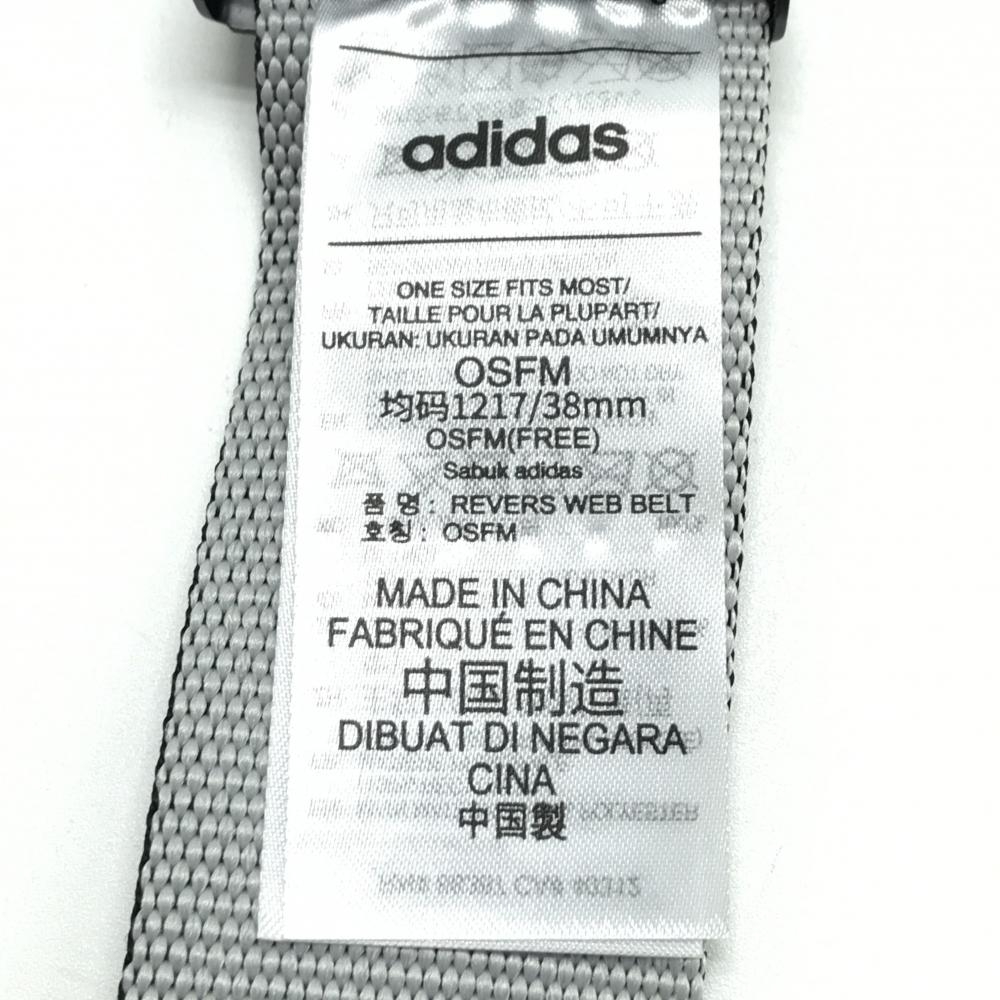 adidas
ONE SIZE FITS MOST/
TAILLE POUR LA PLUPART/
UKURAN: UKURAN PADA UMUMNYA
OSFM
均码1217/38mm
OSFM(FREE)
Sabuk adidas
품 명 : REVERS WEB BELT
호칭 : OSFM
MADE IN CHINA
FABRIQUÉ EN CHINE
中国制造
DIBUAT DI NEGARA
CINA
中国製